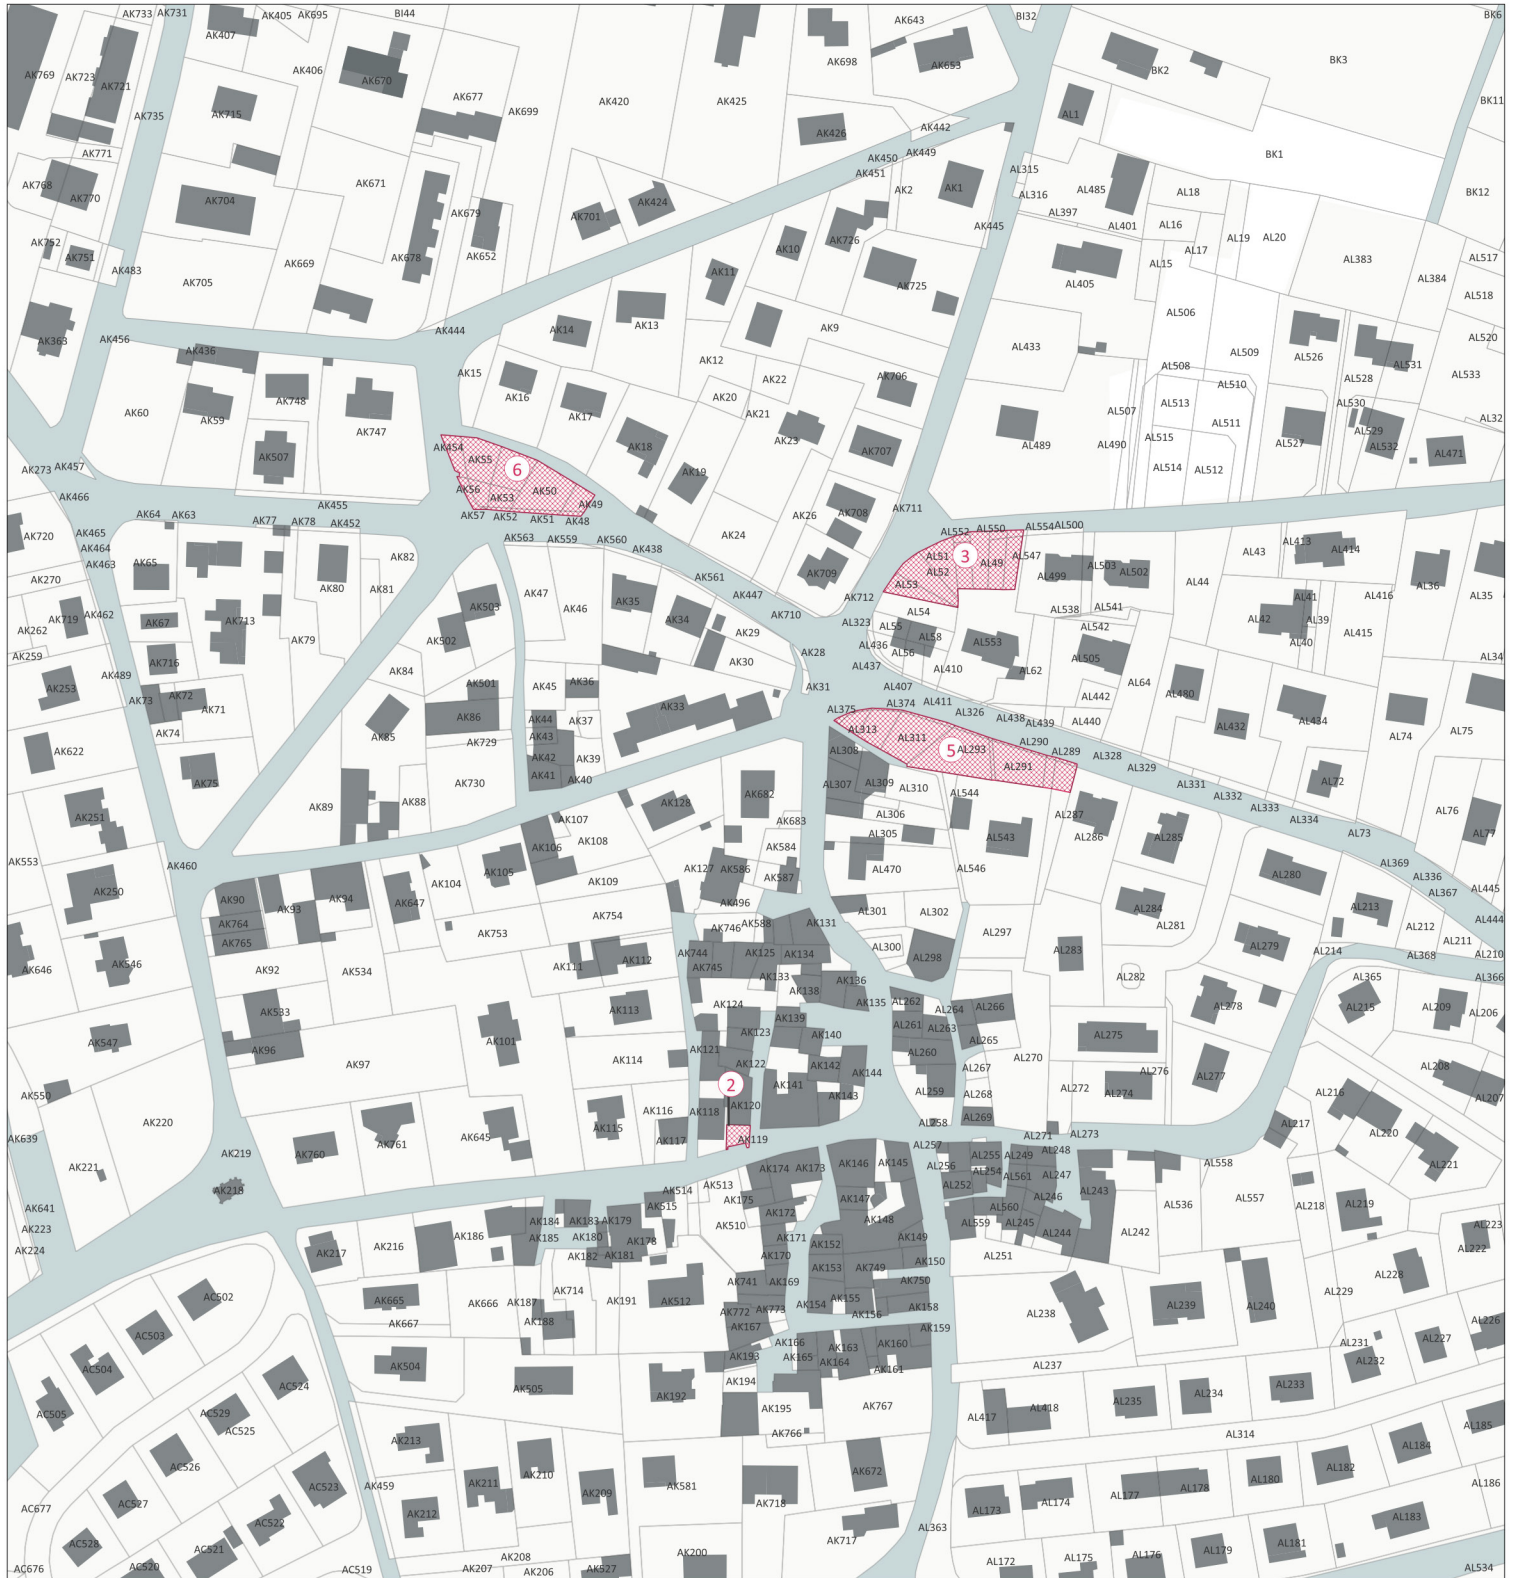 AK733 AK731 AK405 AK695 BI44 AK643 BI32 BK6
AK407 AK698 AK653 BK2 BK3
AK769 AK723 AK721 AK406 AK670
AK677 AK699 AK420 AK425 BK11
AK735 AK715 AK426 AK442 AL1
AK771 AK450 AK449 BK1
AK768 AK770 AK671 AK451 AK2 AK1 AL315 AL316 AL485 AL18 BK12
AK704 AK679 AK701 AK424 AL397 AL401 AL16
AK752 AK751 AK678 AK652 AK10 AK726 AK445 AL17 AL19 AL20
AK483 AK705 AK669 AK11 AK725 AL405 AL15 AL383 AL384 AL517
AL518
AK363 AK456 AK436 AK444 AK14 AK13 AK9 AL433 AL506 AL509 AL526 AL531 AL520
AK15 AK12 AK22 AL508 AL510 AL528 AL533
AK60 AK59 AK748 AK747 AK16 AK17 AK20 AK21 AK706 AL507 AL513 AL511 AL530 AL32
AK454 AK18 AK23 AK707 AL489 AL490 AL515 AL527 AL529 AL532 AL471
AK273 AK457 AK507 AK55 6 AK19 AL514 AL512
AK466 AK455 AK56 AK53 AK50 AK49 AK708 AK711
AK64 AK63 AK77 AK78 AK452 AK57 AK52 AK51 AK48 AK26
AK720 AK465 AK464 AK463 AK563 AK559 AK560 AK438 AK24 AL552 AL550 AL554 AL500
AK65 AK82 AK561 AK709 AL51 3 AL547 AL43 AL413 AL414
AK270 AK80 AK81 AL52 AL49 AL503 AL502 AL499
AK462 AK47 AK46 AK35 AK447 AK712 AL53 AL44 AL36 AL35
AK719 AK67 AK713 AK503 AK34 AK710 AL54 AL538 AL541 AL41 AL416
AK262 AK79 AK502 AK29 AL323 AL55 AL58 AL542 AL42 AL39 AL415
AK259 AK716 AK28 AL436 AL56 AL553 AL505 AL40 AL34
AK489 AK84 AK30 AL437 AL410 AL62
AK253 AK73 AK72 AK71 AK501 AK45 AK36 AK31 AL407 AL64 AL480
AK86 AK44 AK37 AK33 AL375 AL374 AL411 AL326 AL442
AK74 AK85 AK729 AK43 AL313 AL438 AL439 AL440 AL432 AL434 AL74 AL75
AK622 AK42 AK39 AL308 AL311 5 AL293 AL290 AL289 AL328
AK75 AK730 AK41 AK40 AL307 AL309 AL310 AL291 AL329 AL331 AL72
AK89 AK88 AK128 AK682 AL544 AL332
AK251 AK107 AK683 AL306 AL287 AL333 AL334 AL76
AK106 AK108 AK584 AL305 AL543 AL286 AL285 AL73 AL77
AK553 AK460 AK105 AK127 AK586 AK587 AL470 AL546 AL369
AK250 AK104 AK109 AL280 AL336 AL367 AL445
AK90 AK93 AK94 AK647 AK496 AL301 AL302 AL284 AL213
AK764 AK753 AK754 AK746 AK588 AK131 AL297 AL281 AL212 AL444
AK765 AL300 AL279 AL211
AK646 AK546 AK92 AK534 AK111 AK112 AK744 AK745 AK125 AK134 AL298 AL283 AL214 AL368 AL210
AK133 AK136 AL282 AL365 AL366
AK138 AK135 AL262 AL264 AL266 AL278 AL215 AL209 AL206
AK533 AK113 AK124 AK139 AL261 AL263
AK547 AK96 AK101 AK123 AK140 AL265 AL275
AK121 AL260
AK97 AK114 AK122 AK142 AK144 AL267 AL270 AL276 AL277 AL208
AK550 AK141 AL259 AL268 AL272 AL274 AL216 AL207
2
AK143
AK118 AK120
AK220 AK761 AK645 AK115 AK116 AL258 AL269 AL217 AL220
AK639 AK117 AK119 AL271 AL273
AK219 AK760 AL257 AL248
AK221 AK174 AK173 AK146 AK145 AL256 AL255 AL249 AL558 AL221
AK218 AL254 AL561 AL247
AK514 AK513 AL252 AL243 AL557
AK641 AK184 AK183 AK179 AK515 AK175 AK147 AL246 AL536 AL218 AL219
AK223 AK185 AK180 AK510 AK172 AK148 AL560 AL223
AK224 AK217 AK216 AK186 AK178 AK171 AL559 AL245 AL244 AL242
AK182 AK181 AK170 AK152 AK149 AL251 AL222
AK741 AK169 AK153 AK749 AK150 AL228
AC502 AK665 AK666 AK187 AK714 AK191 AK512 AK750 AL229
AK667 AK188 AK772 AK773 AK154 AK155 AK158 AL238 AL239 AL240
AC503 AK167 AK156 AK159 AL226
AK166 AK163 AK160 AL231 AL227
AC504 AK504 AK193 AK165 AK164 AK161 AL237 AL232
AC524 AK505 AK194 AL233
AC505 AK192 AL235 AL234
AC529 AK195 AK767 AL417 AL418
AC525 AK213 AK766 AL314 AL185
AC526 AK210 AK672 AL184
AC523 AK459 AK211 AK209 AK581 AL180 AL182 AL186
AC677 AC527 AK718 AL173 AL174 AL177 AL178
AC522 AK212 AL363 AL183
AC528 AC521 AK208 AK717 AL179 AL181
AC676 AC520 AC519 AK207 AK206 AK527 AK200 AL172 AL175 AL176 AL534